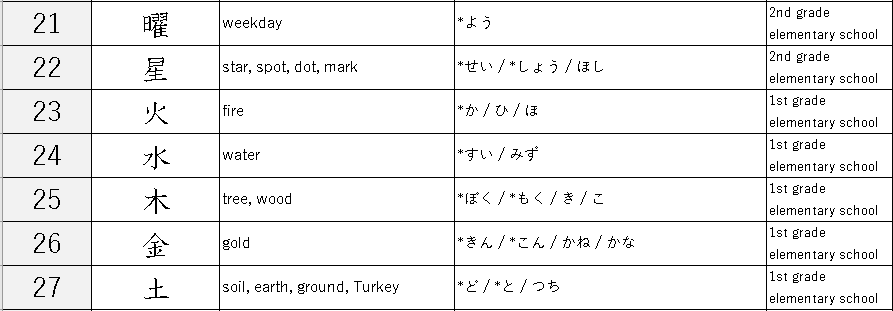 21 曜 weekday *よう 2nd grade
elementary school
22 星 star, spot, dot, mark *せい / *しょう / ほし 2nd grade
elementary school
23 火 fire *か / ひ / ほ 1st grade
elementary school
24 水 water *すい / みず 1st grade
elementary school
25 木 tree, wood *ぼく / *もく / き / こ 1st grade
elementary school
26 金 gold *きん / *こん / かね / かな 1st grade
elementary school
27 土 soil, earth, ground, Turkey *ど / *と / つち 1st grade
elementary school